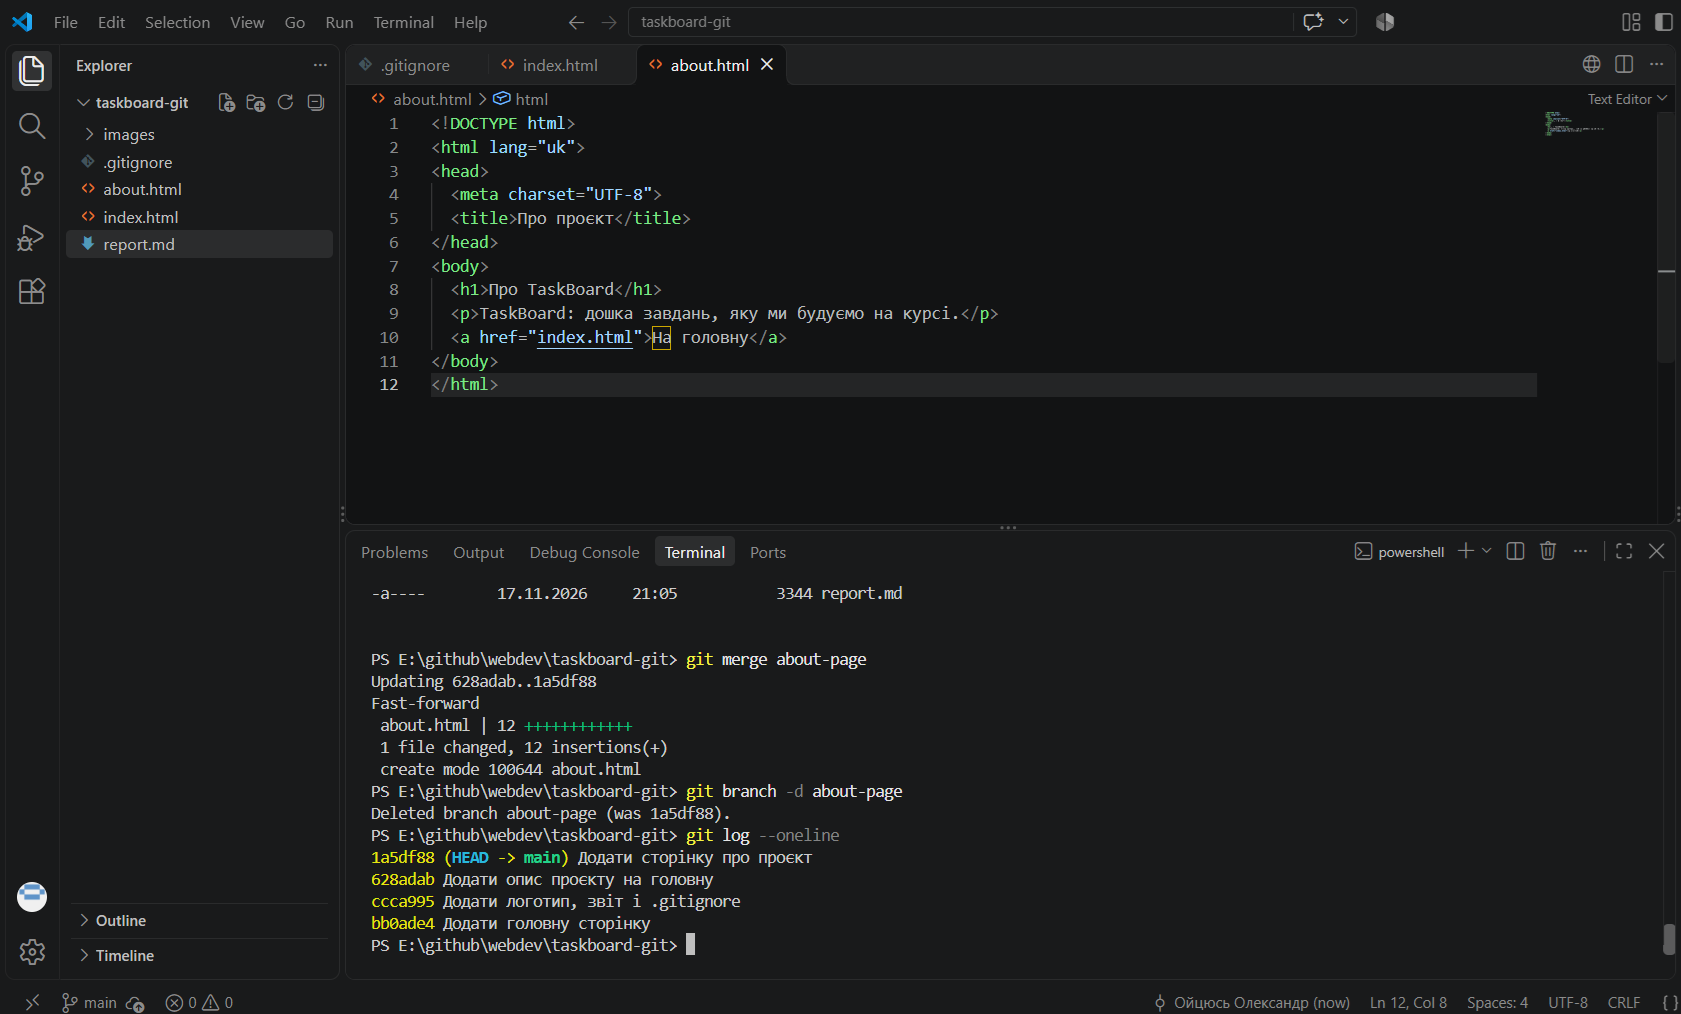 File Edit Selection View Go Run Terminal Help
taskboard-git
Explorer
taskboard-git
images
.gitignore
about.html
index.html
report.md
Outline
Timeline
.gitignore index.html about.html
about.html > html
Text Editor
1 <!DOCTYPE html>
2 <html lang="uk">
3 <head>
4 <meta charset="UTF-8">
5 <title>Про проєкт</title>
6 </head>
7 <body>
8 <h1>Про TaskBoard</h1>
9 <p>TaskBoard: дошка завдань, яку ми будуємо на курсі.</p>
10 <a href="index.html">На головну</a>
11 </body>
12 </html>
Problems Output Debug Console Terminal Ports
powershell
-a---- 17.11.2026 21:05 3344 report.md
PS E:\github\webdev\taskboard-git> git merge about-page
Updating 628adab..1a5df88
Fast-forward
about.html | 12 ++++++++++++
1 file changed, 12 insertions(+)
create mode 100644 about.html
PS E:\github\webdev\taskboard-git> git branch -d about-page
Deleted branch about-page (was 1a5df88).
PS E:\github\webdev\taskboard-git> git log --oneline
1a5df88 (HEAD -> main) Додати сторінку про проєкт
628adab Додати опис проєкту на головну
ccca995 Додати логотип, звіт і .gitignore
bb0ade4 Додати головну сторінку
PS E:\github\webdev\taskboard-git>
main 0 0
Ойцюсь Олександр (now) Ln 12, Col 8 Spaces: 4 UTF-8 CRLF { }